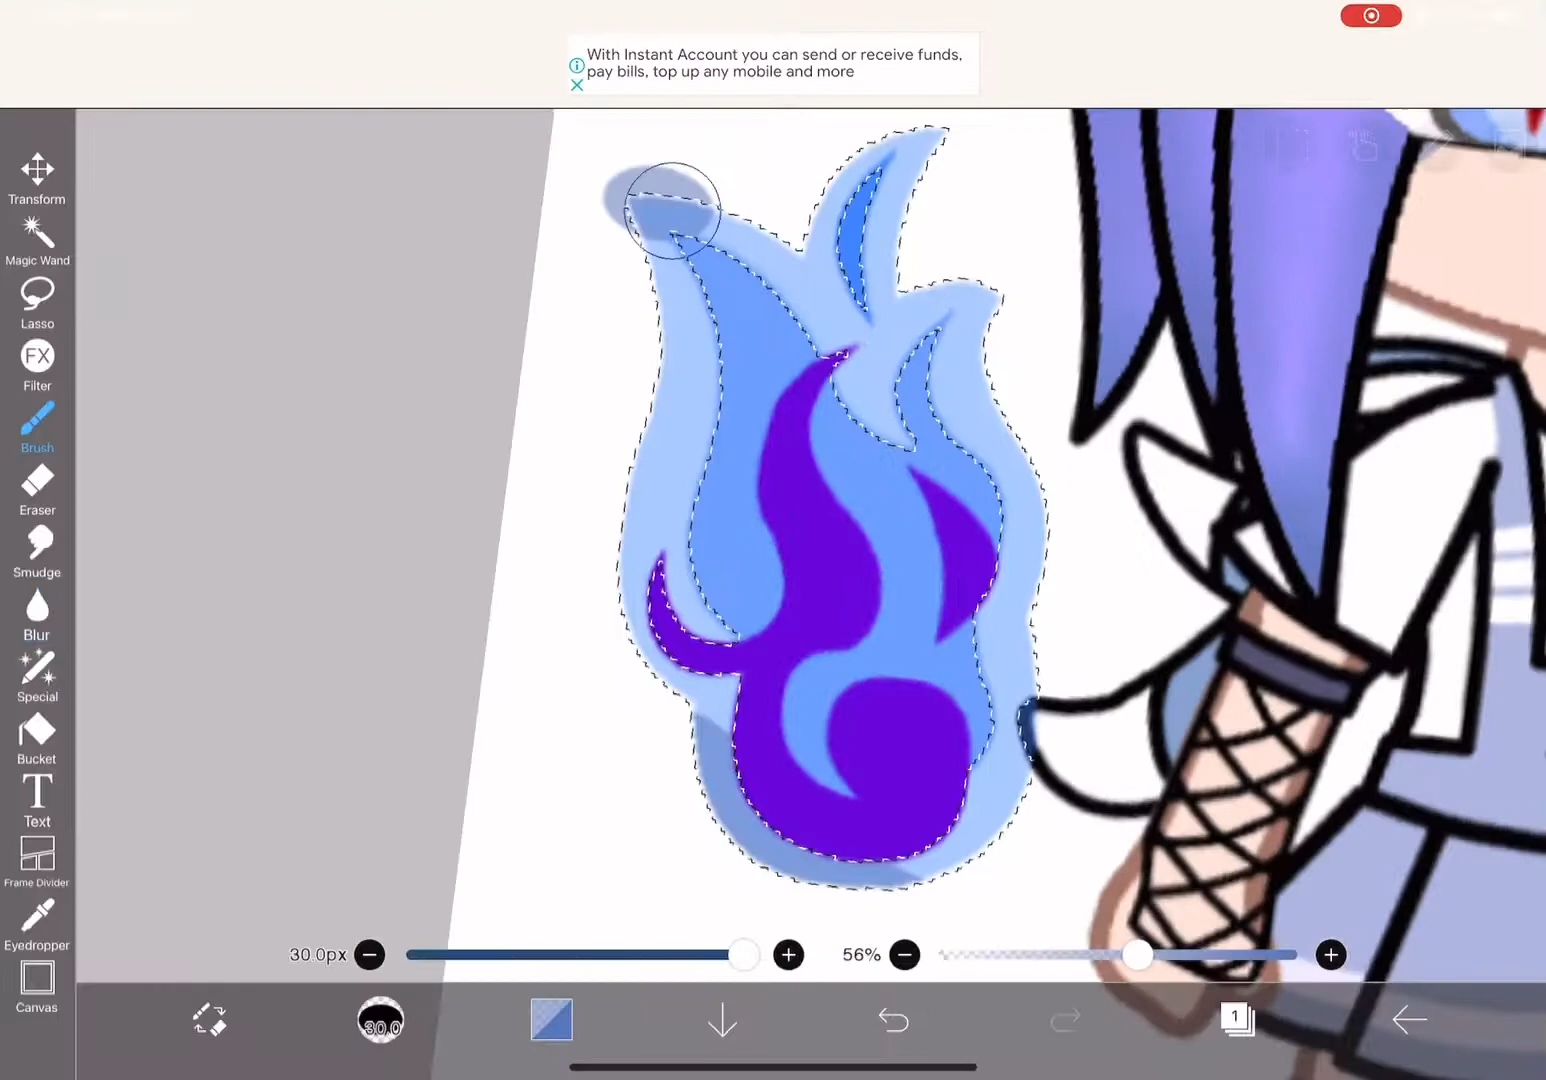 With Instant Account you can send or receive funds,
pay bills, top up any mobile and more
Transform
Magic Wand
Lasso
FX
Filter
Brush
Eraser
Smudge
Blur
Special
Bucket
T
Text
Frame Divider
Eyedropper
Canvas
30.0px
56%
30.0
1